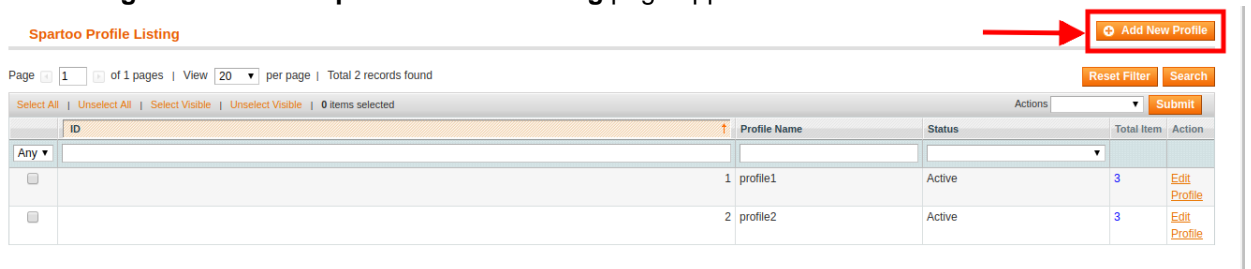 Spartoo Profile Listing
Add New Profile
Page 1 of 1 pages | View 20 per page | Total 2 records found
Reset Filter Search
Select All | Unselect All | Select Visible | Unselect Visible | 0 items selected
Actions Submit
ID Profile Name Status Total Item Action
Any
1 profile1 Active 3 Edit
Profile
2 profile2 Active 3 Edit
Profile